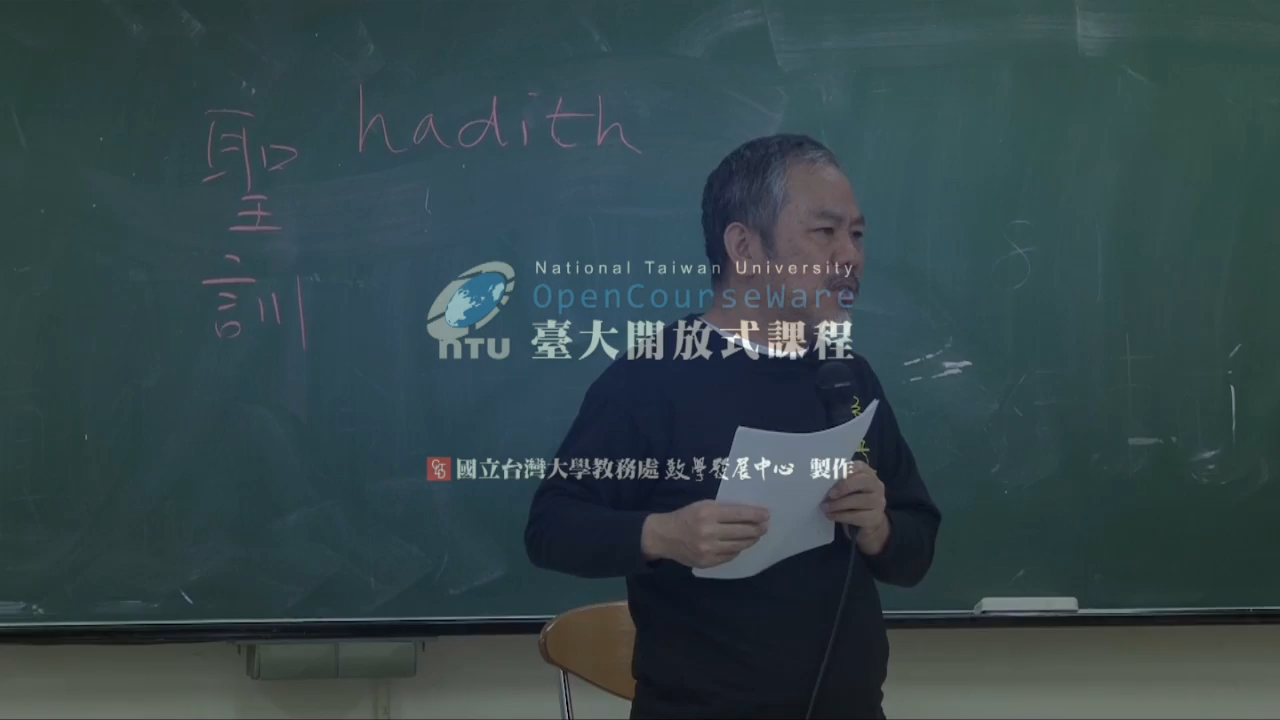 hadith
聖訓
National Taiwan University
OpenCourseWare
NTU 臺大開放式課程
國立台灣大學教務處 教學發展中心 製作